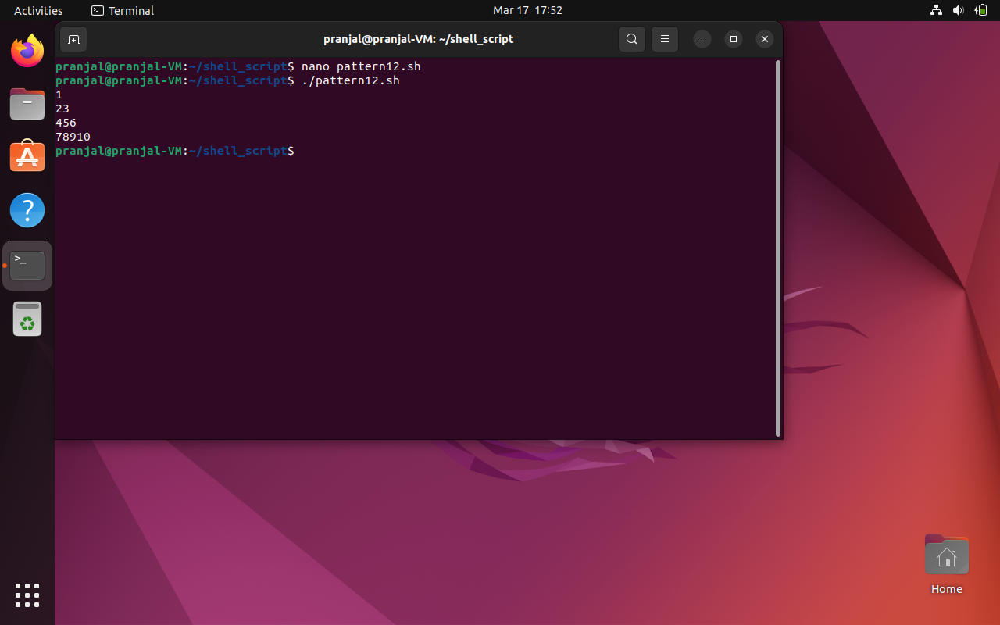 Activities
Terminal
Mar 17 17:52
pranjal@pranjal-VM: ~/shell_script
pranjal@pranjal-VM:~/shell_script$ nano pattern12.sh
pranjal@pranjal-VM:~/shell_script$ ./pattern12.sh
1
23
456
78910
pranjal@pranjal-VM:~/shell_script$
Home